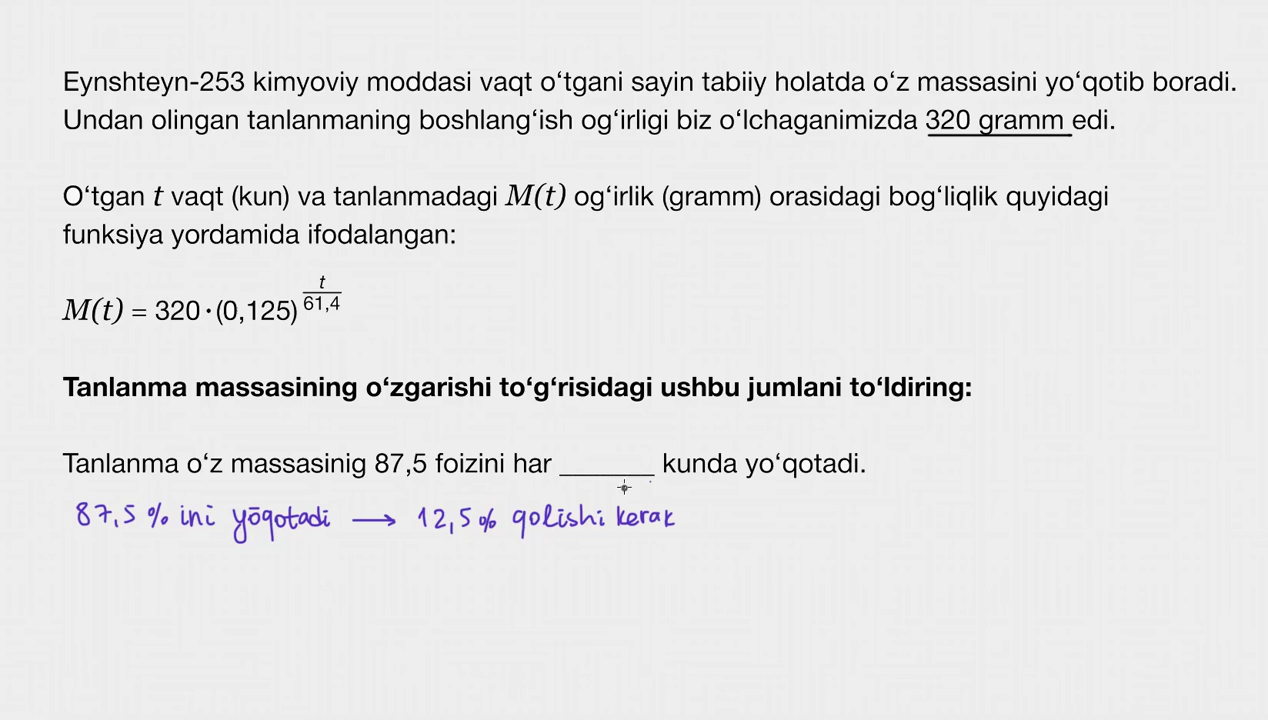 Eynshteyn-253 kimyoviy moddasi vaqt o‘tgani sayin tabiiy holatda o‘z massasini yo‘qotib boradi.
Undan olingan tanlanmaning boshlang‘ish og‘irligi biz o‘lchaganimizda 320 gramm edi.
O‘tgan t vaqt (kun) va tanlanmadagi M(t) og‘irlik (gramm) orasidagi bog‘liqlik quyidagi
funksiya yordamida ifodalangan:
M(t) = 320·(0,125)^(t/61,4)
Tanlanma massasining o‘zgarishi to‘g‘risidagi ushbu jumlani to‘ldiring:
Tanlanma o‘z massasinig 87,5 foizini har ______ kunda yo‘qotadi.
87,5 % ini yōqotadi → 12,5% qolishi kerak